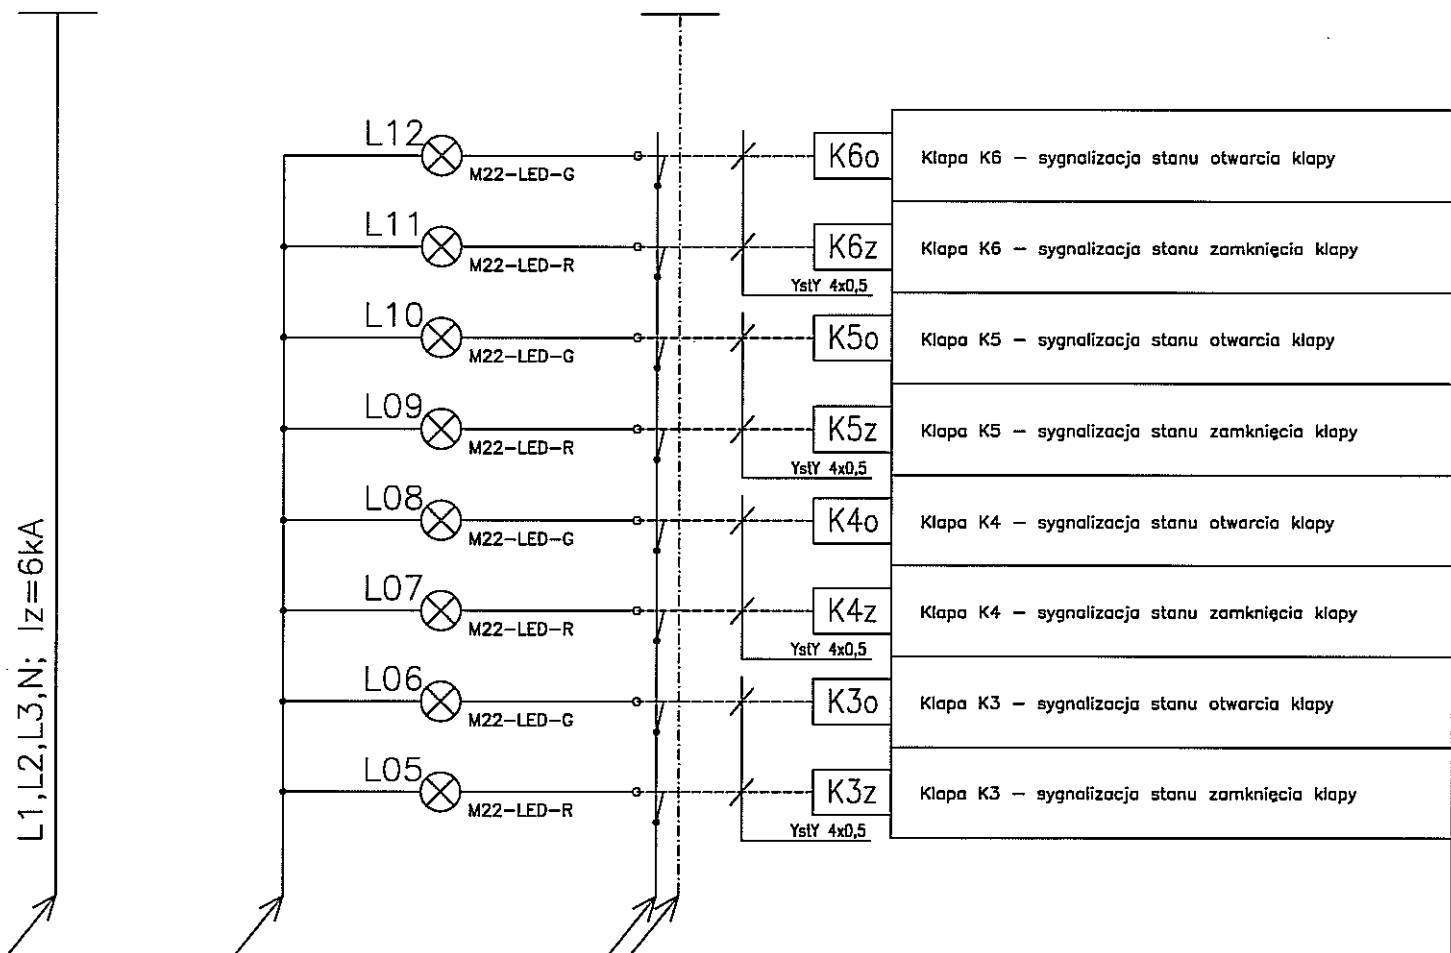 L12
M22-LED-G
K6o
Klapa K6 – sygnalizacja stanu otwarcia klapy
L11
M22-LED-R
K6z
Klapa K6 – sygnalizacja stanu zamknięcia klapy
YslY 4x0,5
L10
M22-LED-G
K5o
Klapa K5 – sygnalizacja stanu otwarcia klapy
L09
M22-LED-R
K5z
Klapa K5 – sygnalizacja stanu zamknięcia klapy
YslY 4x0,5
L08
M22-LED-G
K4o
Klapa K4 – sygnalizacja stanu otwarcia klapy
L07
M22-LED-R
K4z
Klapa K4 – sygnalizacja stanu zamknięcia klapy
YslY 4x0,5
L06
M22-LED-G
K3o
Klapa K3 – sygnalizacja stanu otwarcia klapy
L05
M22-LED-R
K3z
Klapa K3 – sygnalizacja stanu zamknięcia klapy
YslY 4x0,5
L1,L2,L3,N; Iz=6kA